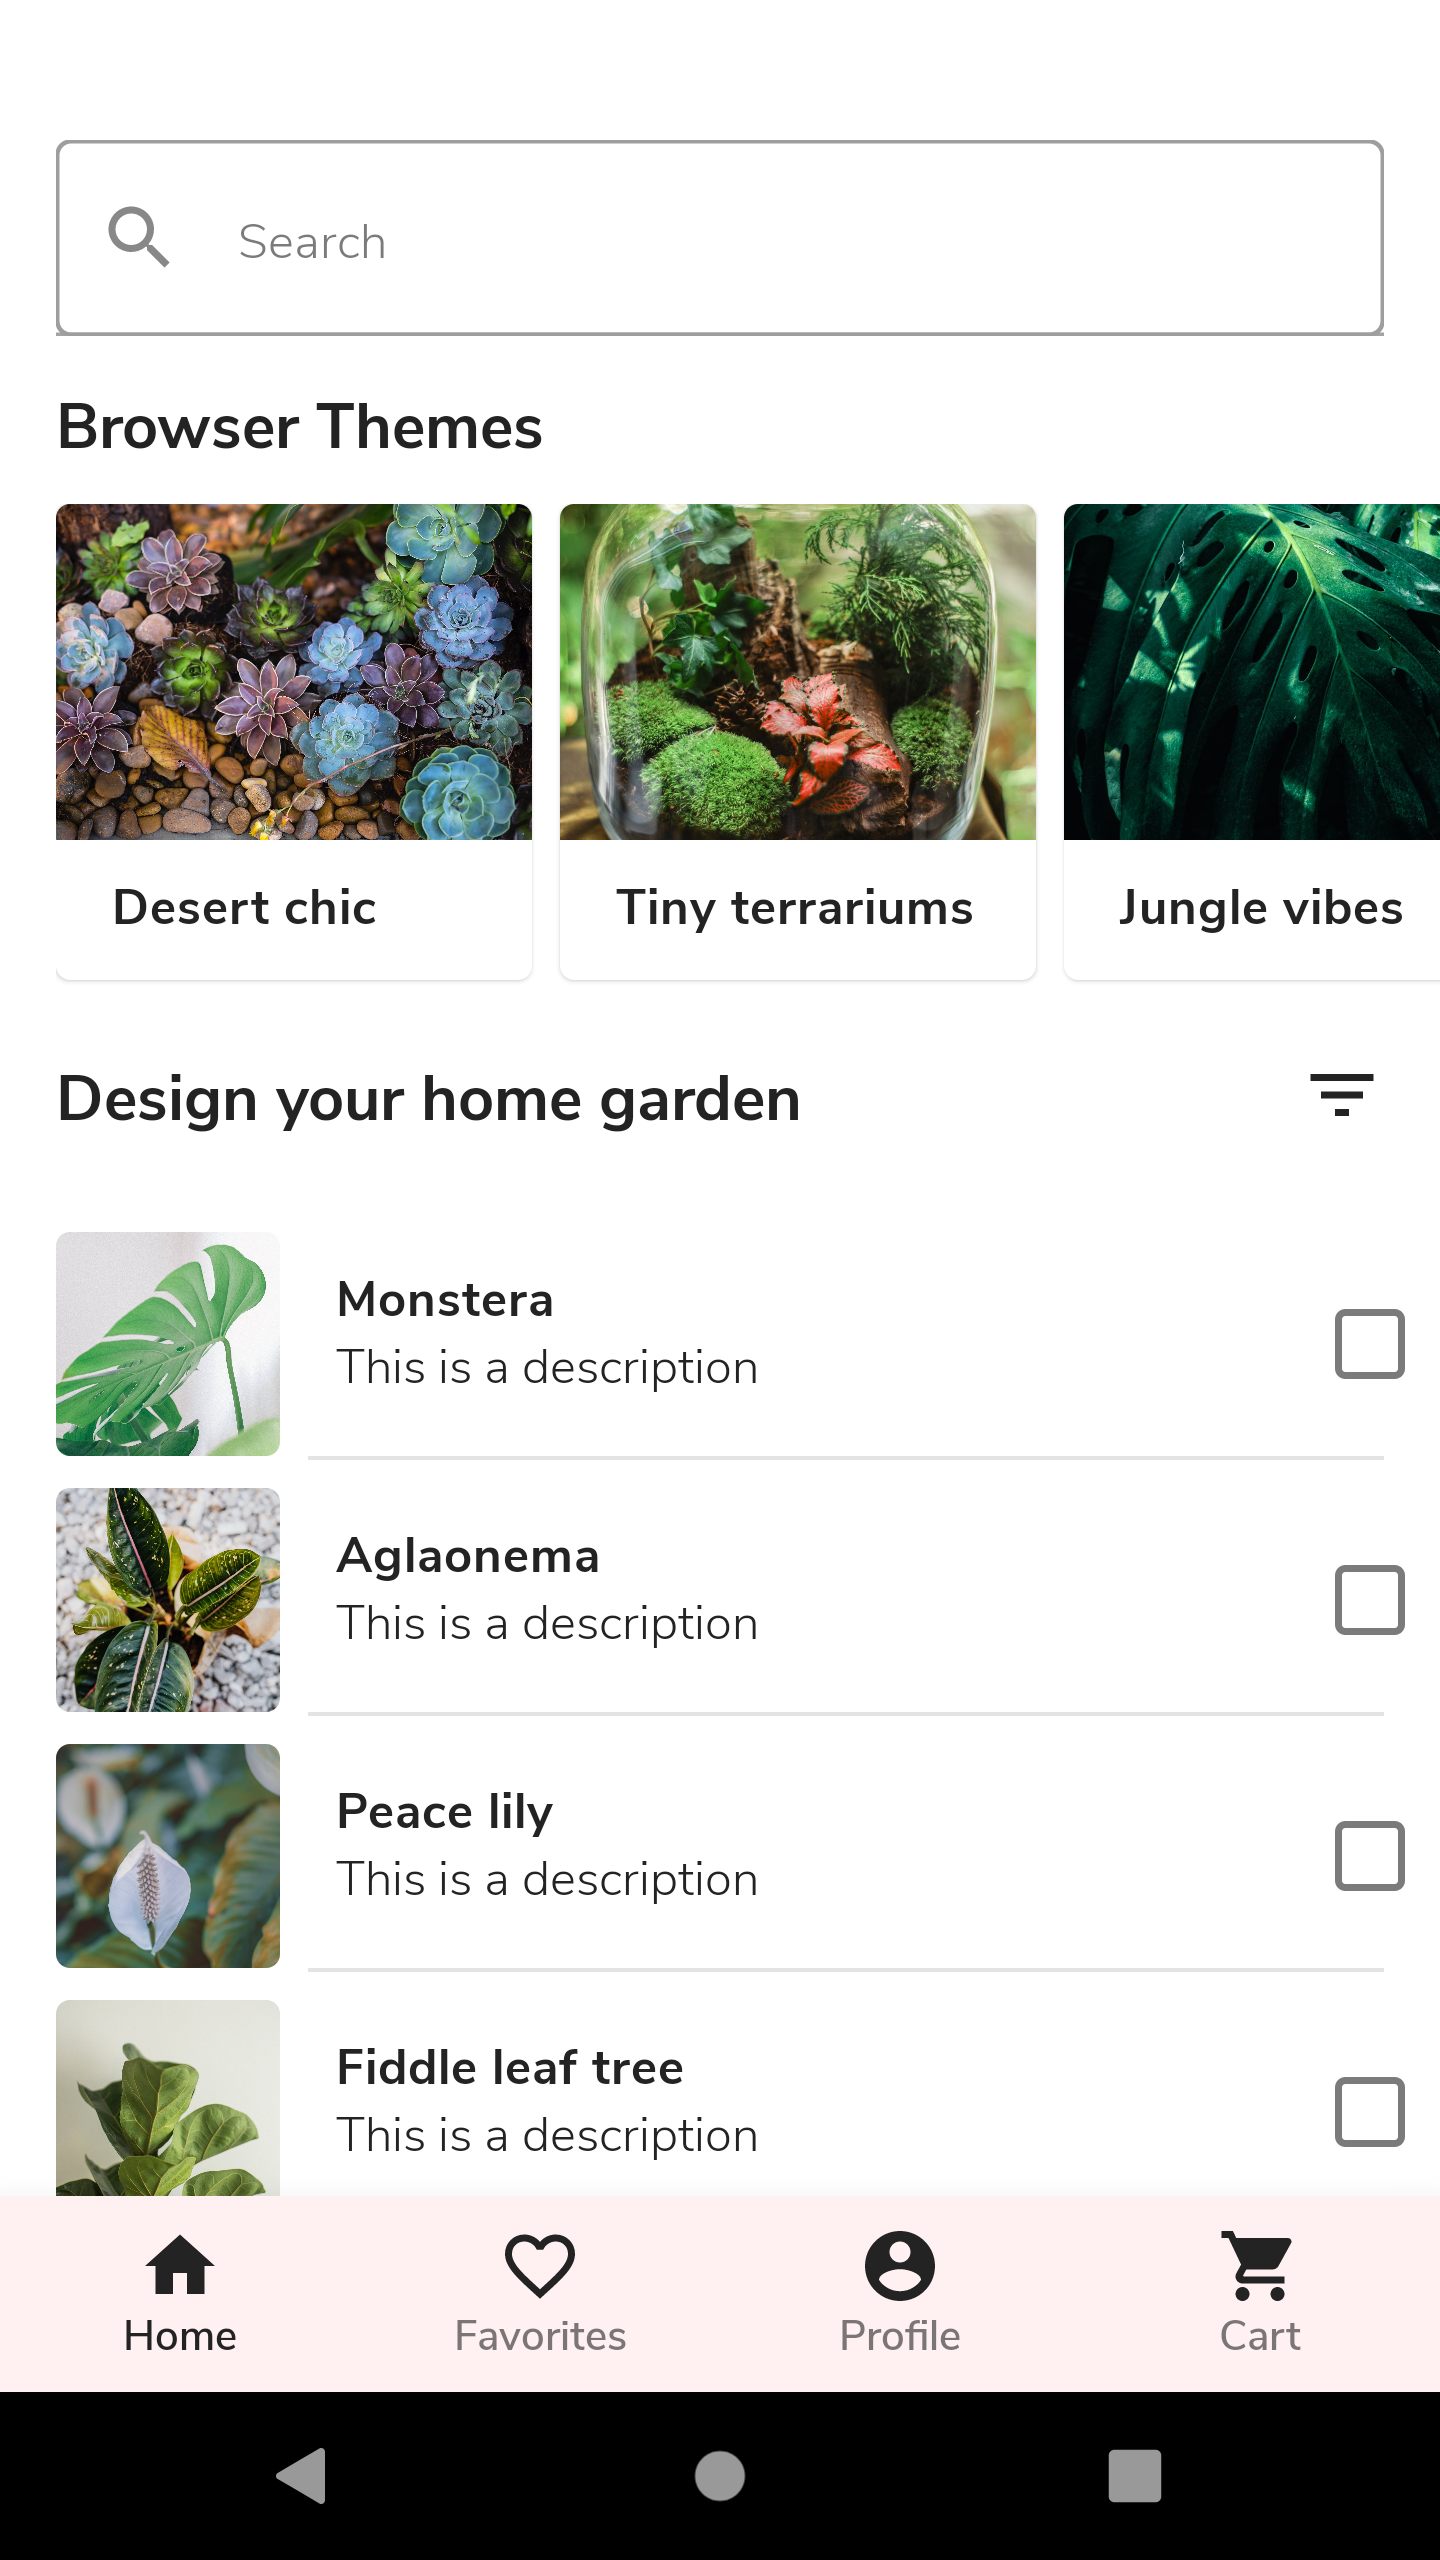 Search
Browser Themes
Desert chic
Tiny terrariums
Jungle vibes
Design your home garden
Monstera
This is a description
Aglaonema
This is a description
Peace lily
This is a description
Fiddle leaf tree
This is a description
Home
Favorites
Profile
Cart